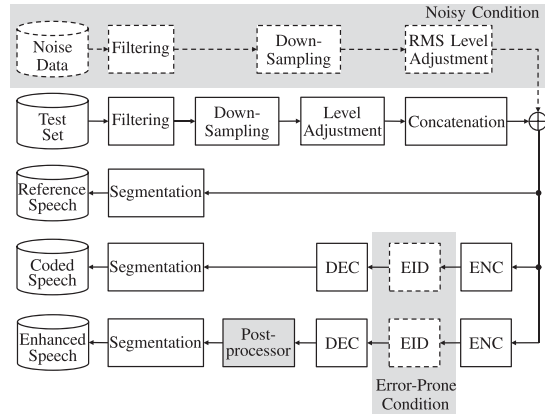 Noisy Condition
Noise
Data
Filtering
Down-
Sampling
RMS Level
Adjustment
Test
Set
Filtering
Down-
Sampling
Level
Adjustment
Concatenation
Reference
Speech
Segmentation
Coded
Speech
Segmentation
DEC
EID
ENC
Enhanced
Speech
Segmentation
Post-
processor
DEC
EID
ENC
Error-Prone
Condition